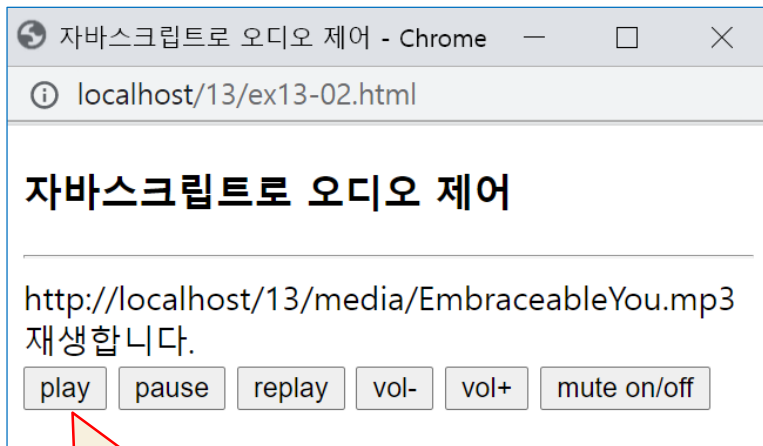 자바스크립트로 오디오 제어 - Chrome
localhost/13/ex13-02.html
자바스크립트로 오디오 제어
http://localhost/13/media/EmbraceableYou.mp3
재생합니다.
play pause replay vol- vol+ mute on/off